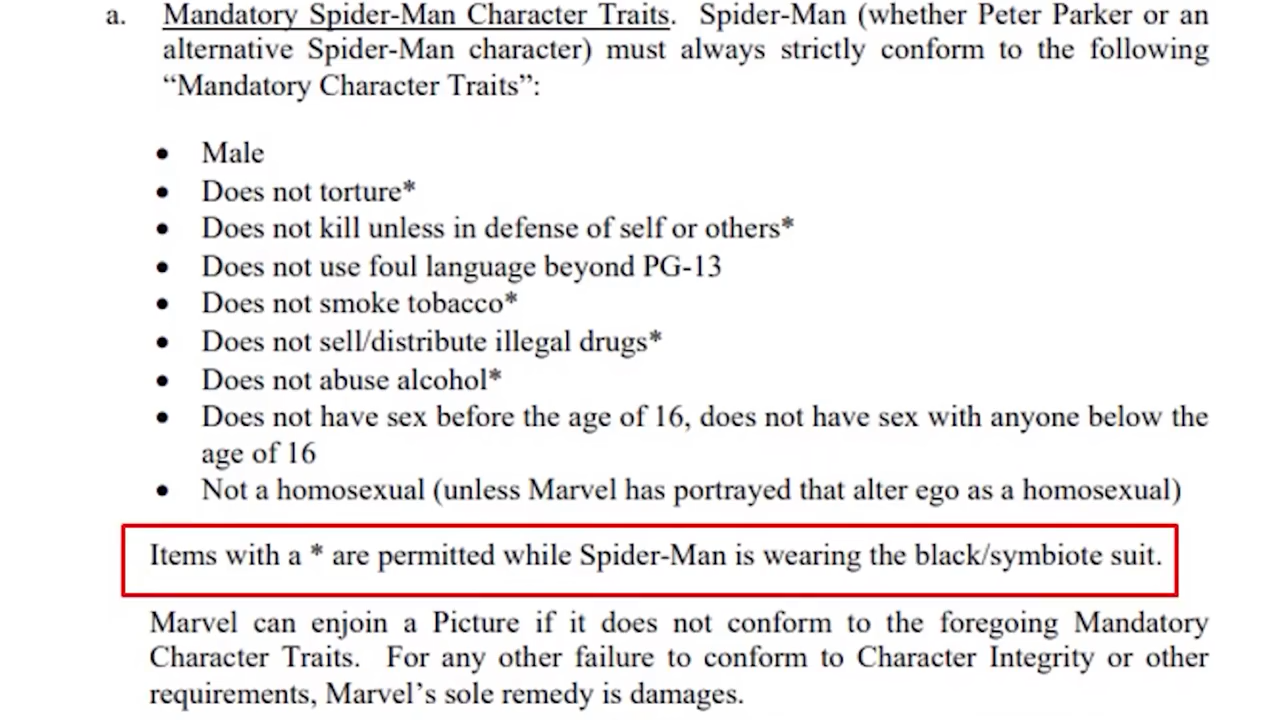 a. Mandatory Spider-Man Character Traits. Spider-Man (whether Peter Parker or an
alternative Spider-Man character) must always strictly conform to the following
“Mandatory Character Traits”:
• Male
• Does not torture*
• Does not kill unless in defense of self or others*
• Does not use foul language beyond PG-13
• Does not smoke tobacco*
• Does not sell/distribute illegal drugs*
• Does not abuse alcohol*
• Does not have sex before the age of 16, does not have sex with anyone below the
age of 16
• Not a homosexual (unless Marvel has portrayed that alter ego as a homosexual)
Items with a * are permitted while Spider-Man is wearing the black/symbiote suit.
Marvel can enjoin a Picture if it does not conform to the foregoing Mandatory
Character Traits. For any other failure to conform to Character Integrity or other
requirements, Marvel’s sole remedy is damages.